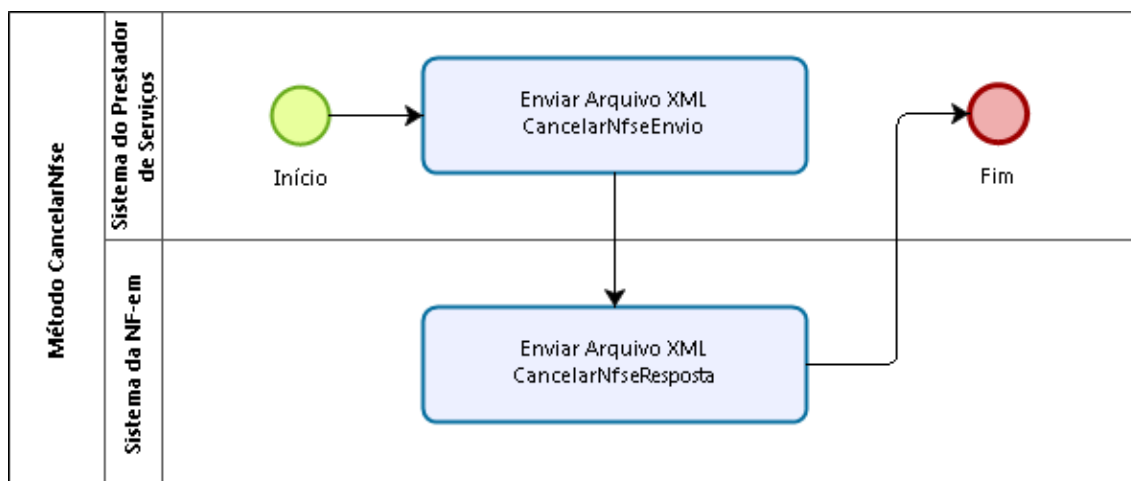 Método CancelarNfse
Sistema do Prestador
de Serviços
Início
Enviar Arquivo XML
CancelarNfseEnvio
Fim
Sistema da NF-em
Enviar Arquivo XML
CancelarNfseResposta